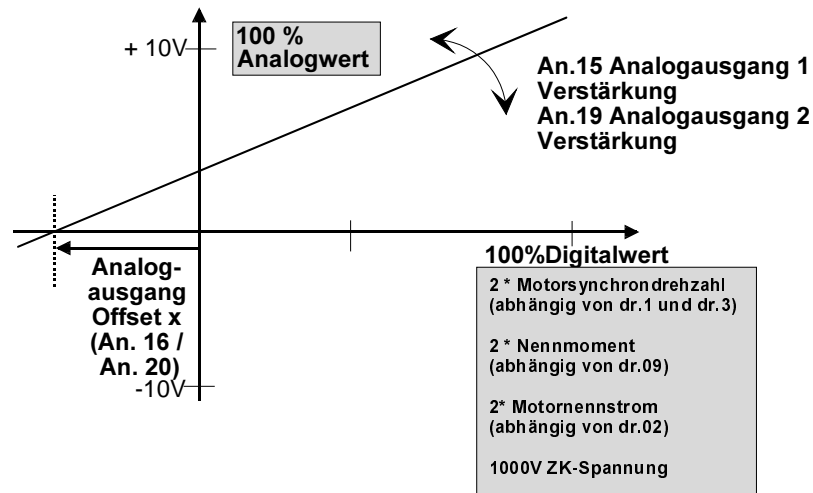 + 10V
100 %
Analogwert
An.15 Analogausgang 1
Verstärkung
An.19 Analogausgang 2
Verstärkung
100%Digitalwert
Analog-
ausgang
Offset x
(An. 16 /
An. 20)
-10V
2 * Motorsynchrondrehzahl
(abhängig von dr.1 und dr.3)
2 * Nennmoment
(abhängig von dr.09)
2* Motornennstrom
(abhängig von dr.02)
1000V ZK-Spannung